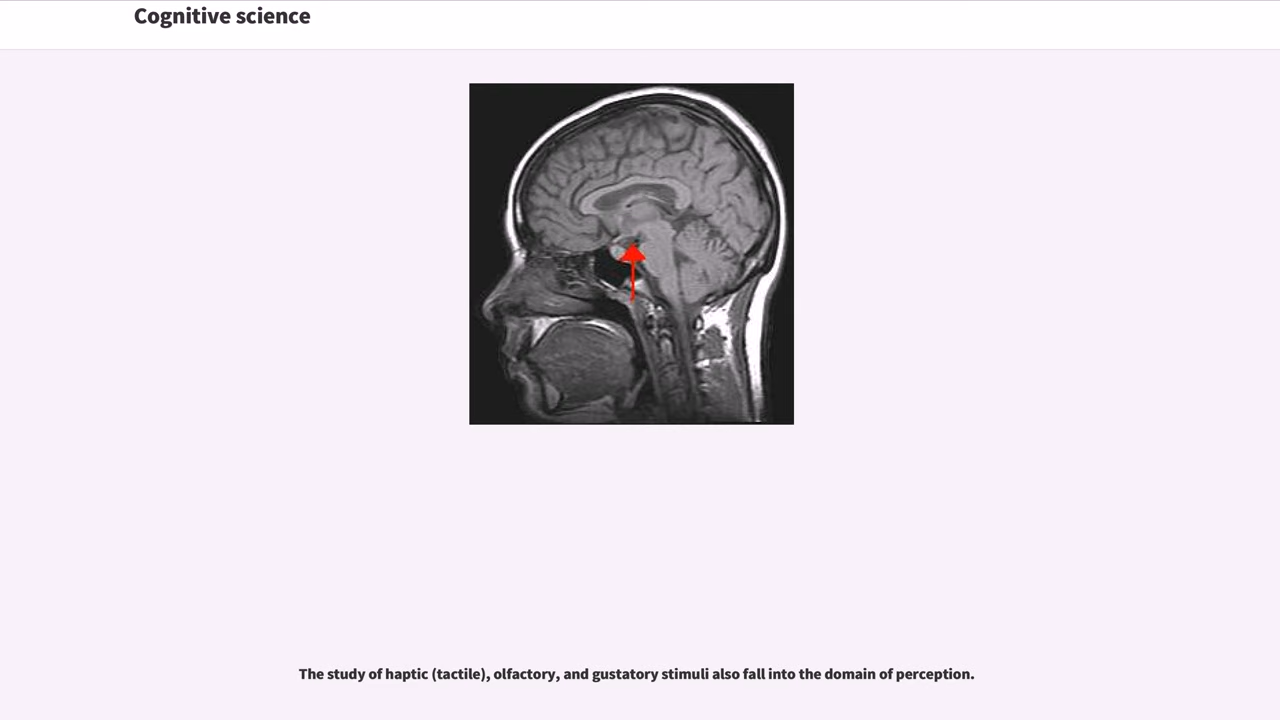 Cognitive science
The study of haptic (tactile), olfactory, and gustatory stimuli also fall into the domain of perception.